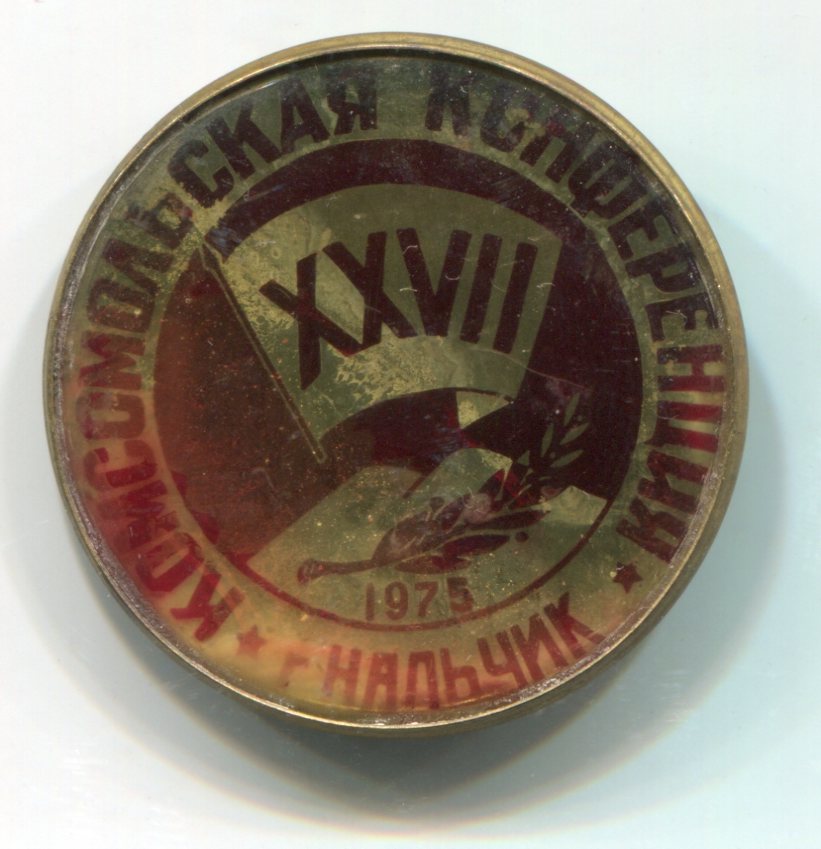 КОМСОМОЛЬСКАЯ КОНФЕРЕНЦИЯ
XXVII
1975
★ г НАЛЬЧИК ★